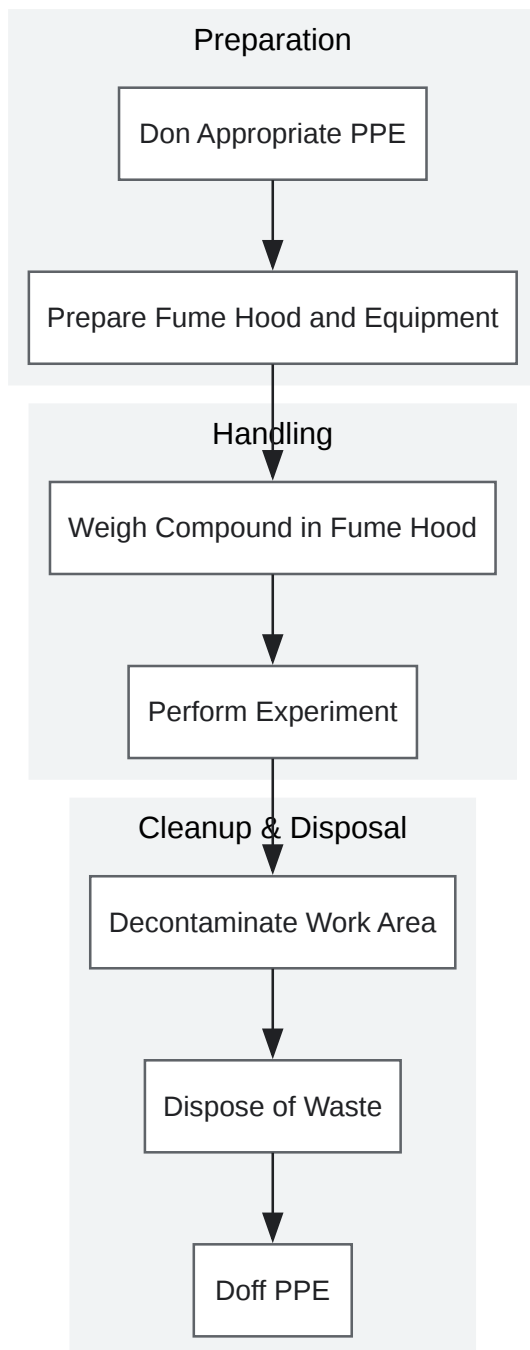 Preparation
Don Appropriate PPE
Prepare Fume Hood and Equipment
Handling
Weigh Compound in Fume Hood
Perform Experiment
Cleanup & Disposal
Decontaminate Work Area
Dispose of Waste
Doff PPE